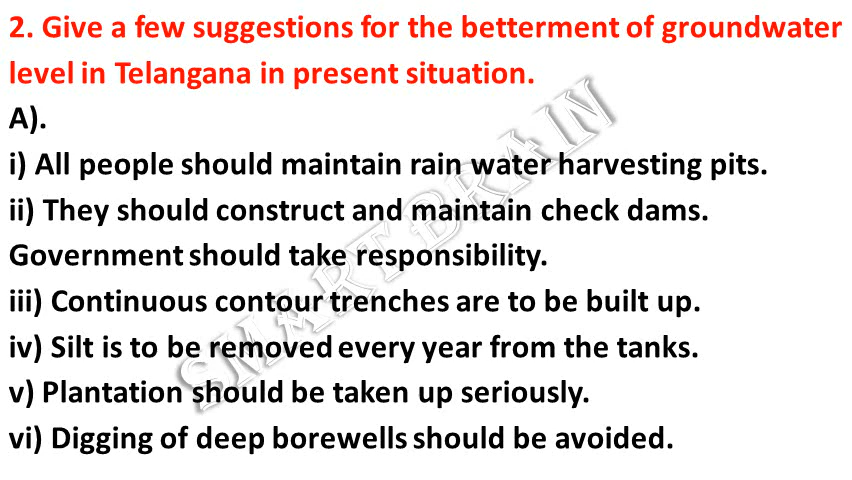 2. Give a few suggestions for the betterment of groundwater
level in Telangana in present situation.
A).
i) All people should maintain rain water harvesting pits.
ii) They should construct and maintain check dams.
Government should take responsibility.
iii) Continuous contour trenches are to be built up.
iv) Silt is to be removed every year from the tanks.
v) Plantation should be taken up seriously.
vi) Digging of deep borewells should be avoided.
SMART BRAIN